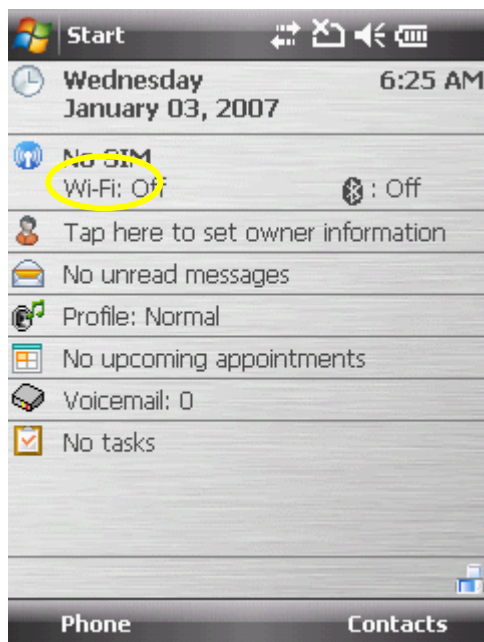 Start
Wednesday 6:25 AM
January 03, 2007
No SIM
Wi-Fi: Off : Off
Tap here to set owner information
No unread messages
Profile: Normal
No upcoming appointments
Voicemail: 0
No tasks
Phone Contacts